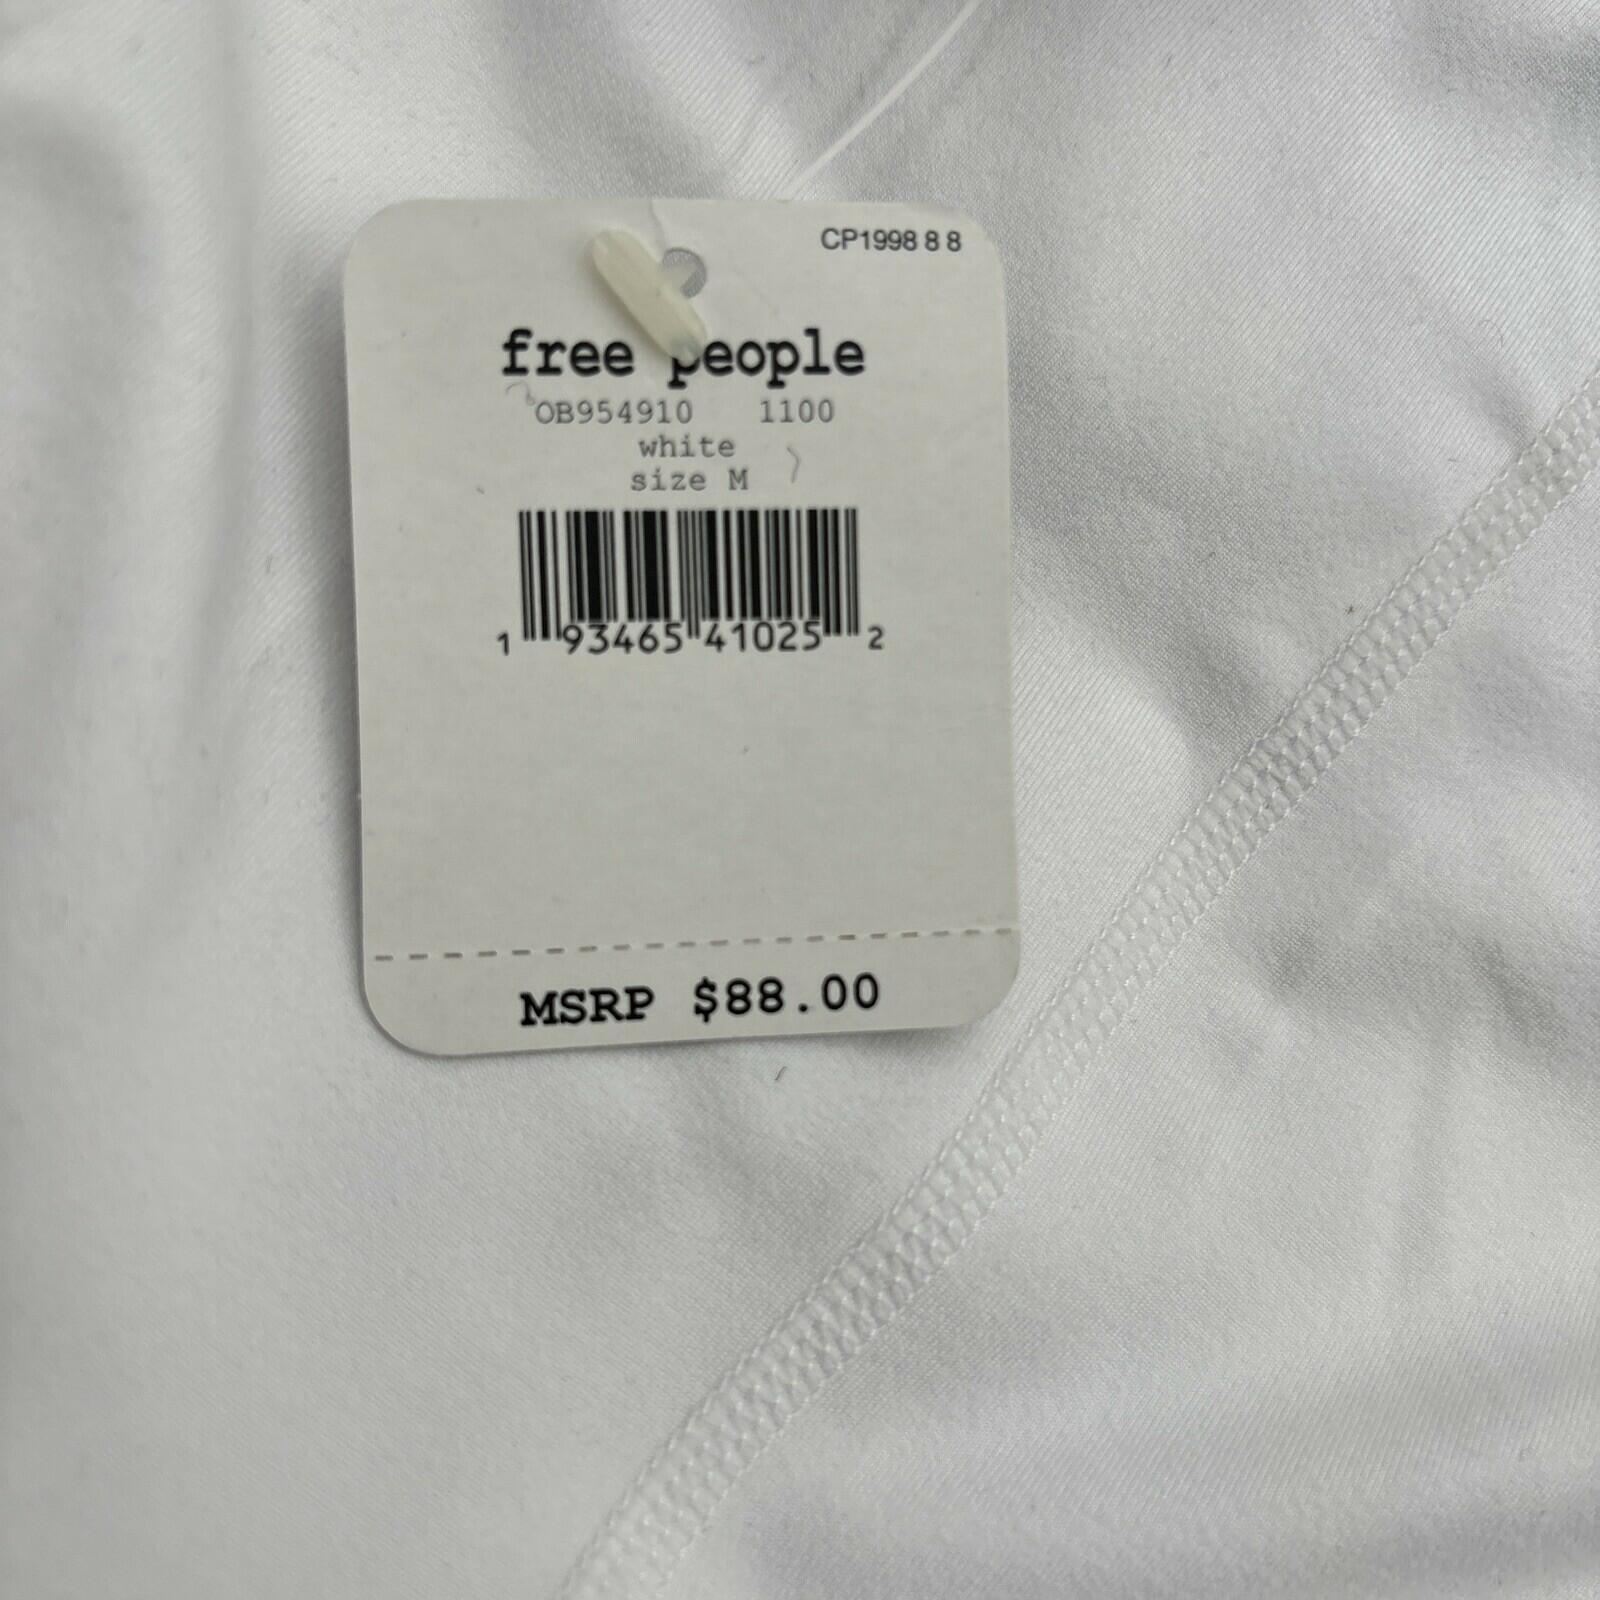 CP1998 8 8
free people
OB954910 1100
white
size M
1 93465 41025 2
MSRP $88.00